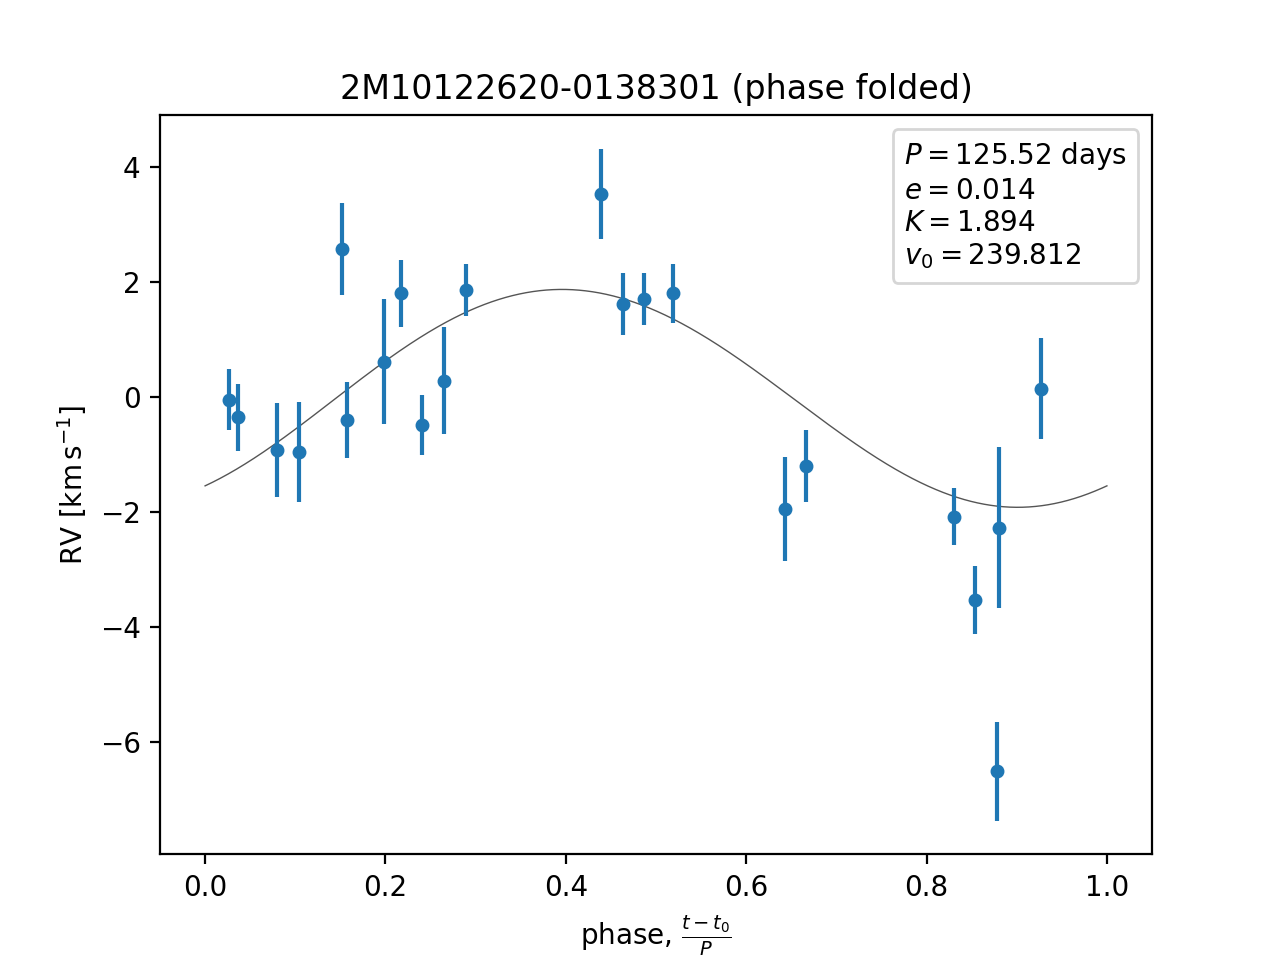 2M10122620-0138301 (phase folded)
P = 125.52 days
e = 0.014
K = 1.894
v₀ = 239.812
4
2
0
−2
−4
−6
RV [km s⁻¹]
0.0 0.2 0.4 0.6 0.8 1.0
phase, (t − t₀)/P